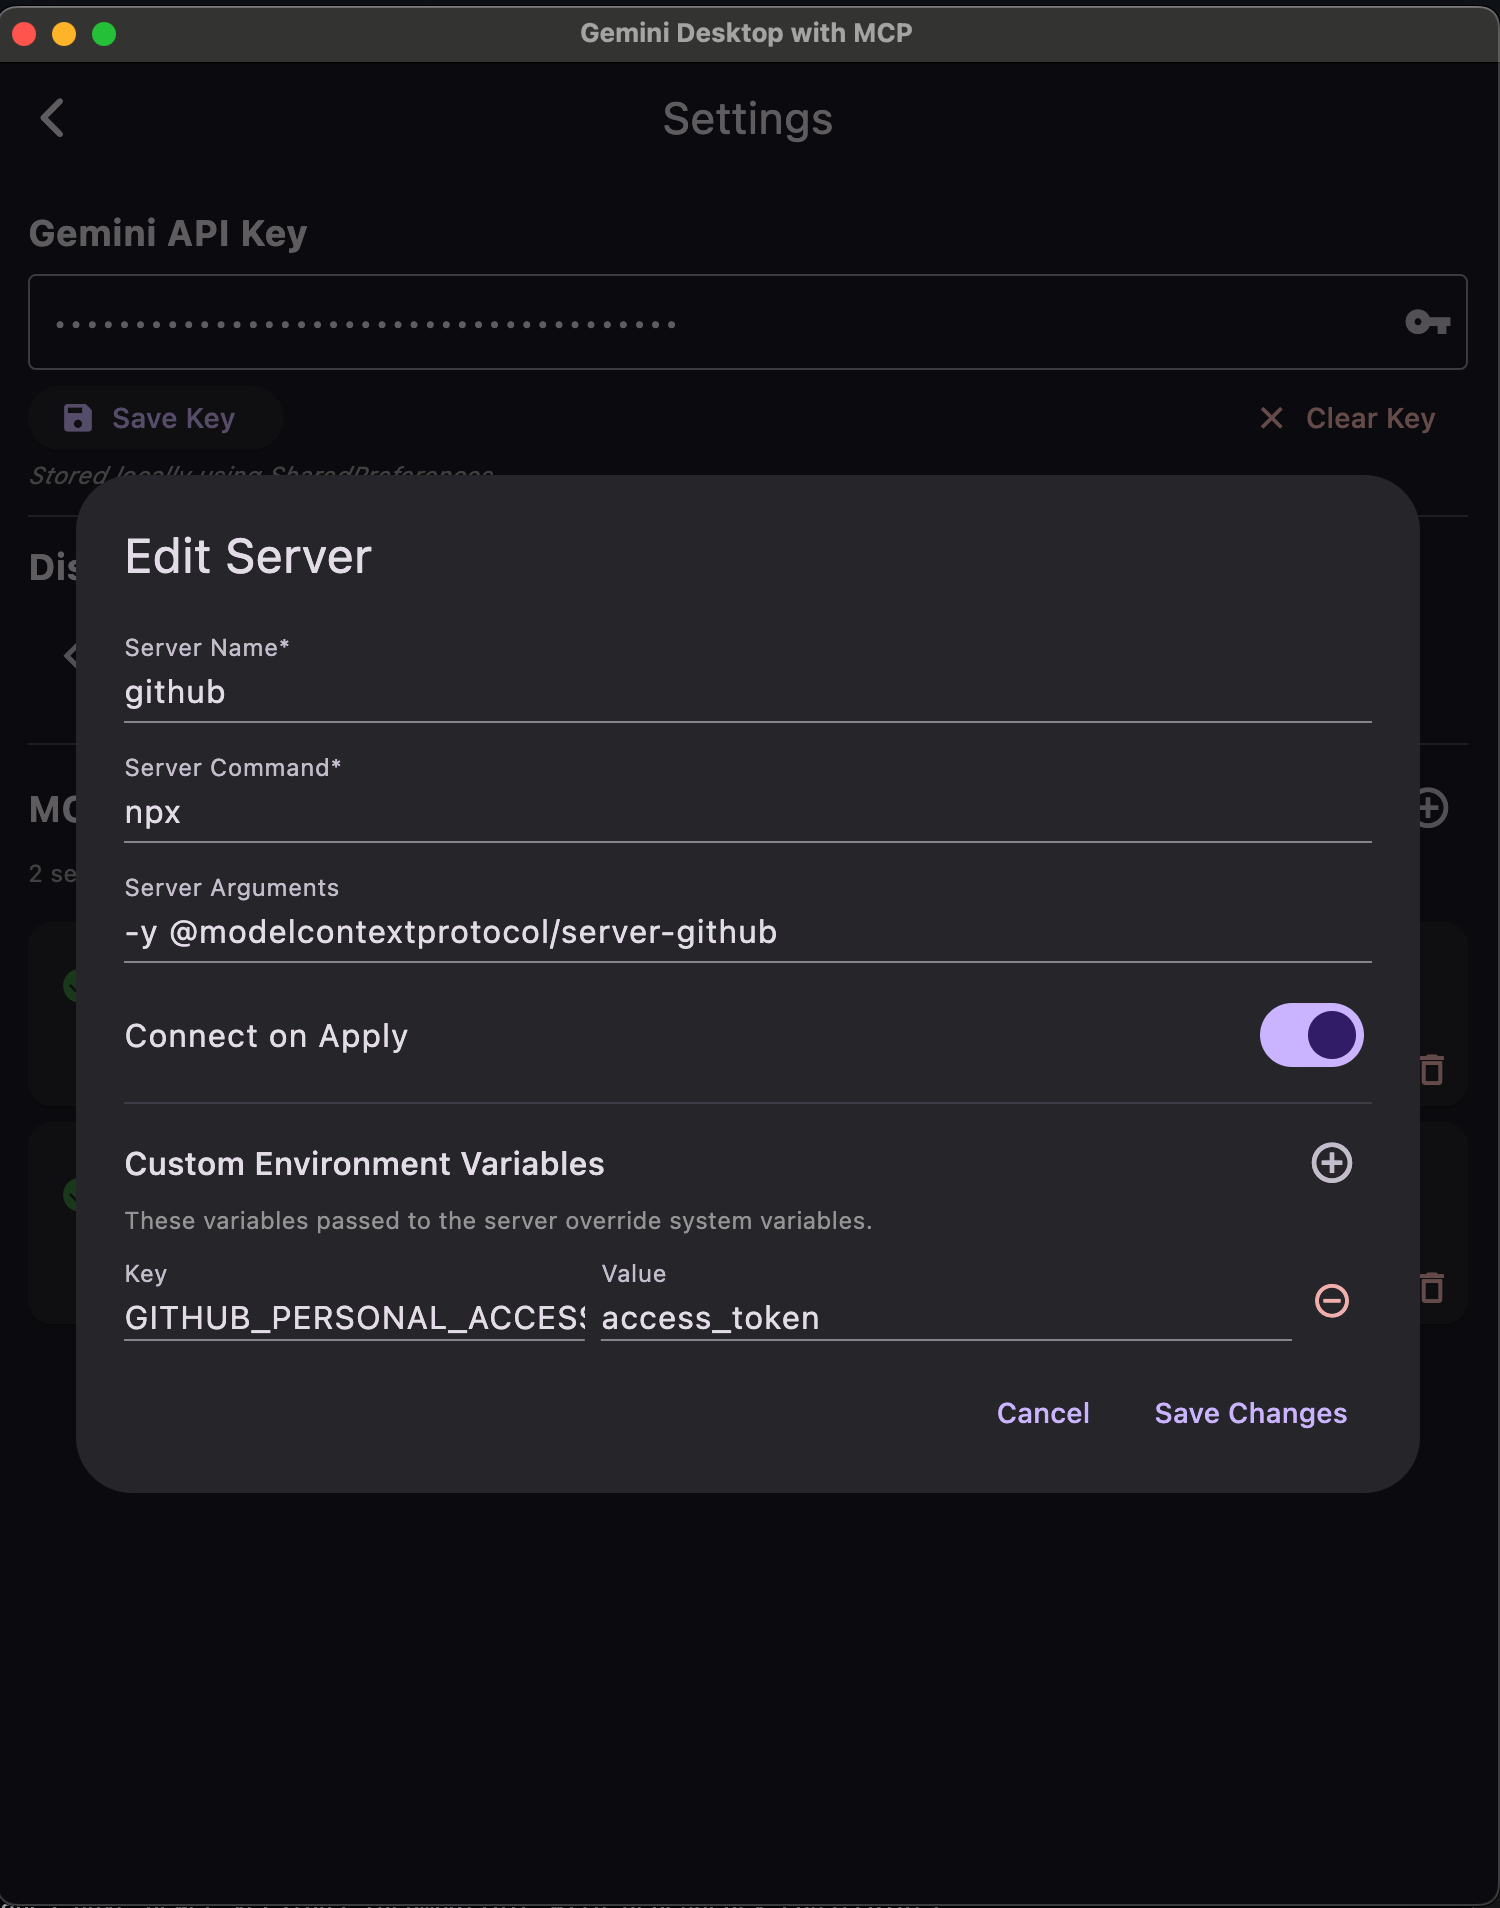 Gemini Desktop with MCP
Settings
Gemini API Key
Save Key
Clear Key
Stored locally using SharedPreferences
Dis
Edit Server
Server Name*
github
Server Command*
npx
MC
2 se
Server Arguments
-y @modelcontextprotocol/server-github
Connect on Apply
Custom Environment Variables
These variables passed to the server override system variables.
Key
Value
GITHUB_PERSONAL_ACCESS
access_token
Cancel
Save Changes